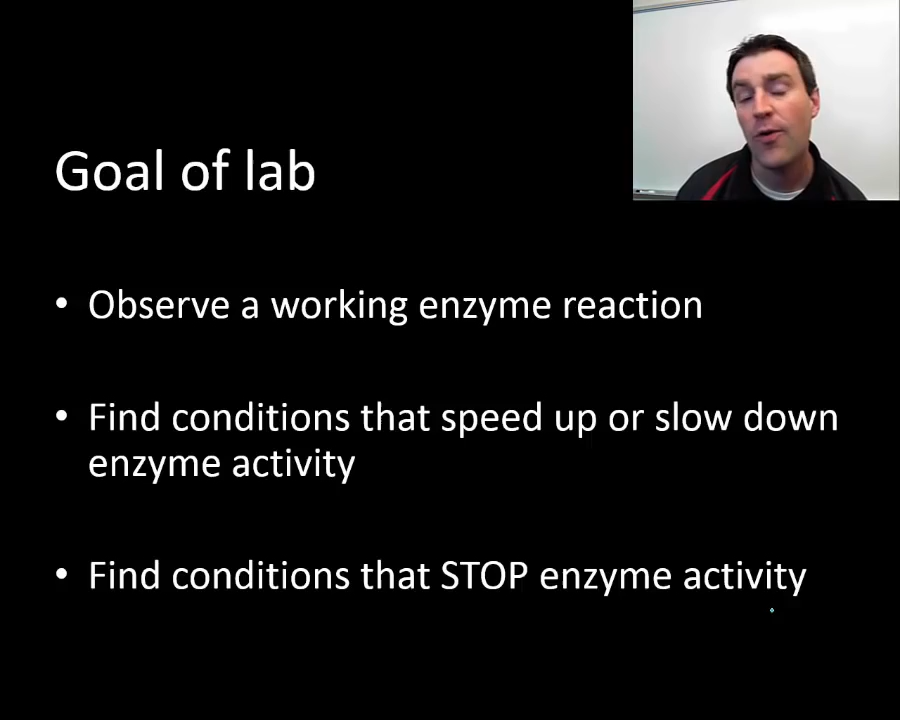 Goal of lab
• Observe a working enzyme reaction
• Find conditions that speed up or slow down
enzyme activity
• Find conditions that STOP enzyme activity